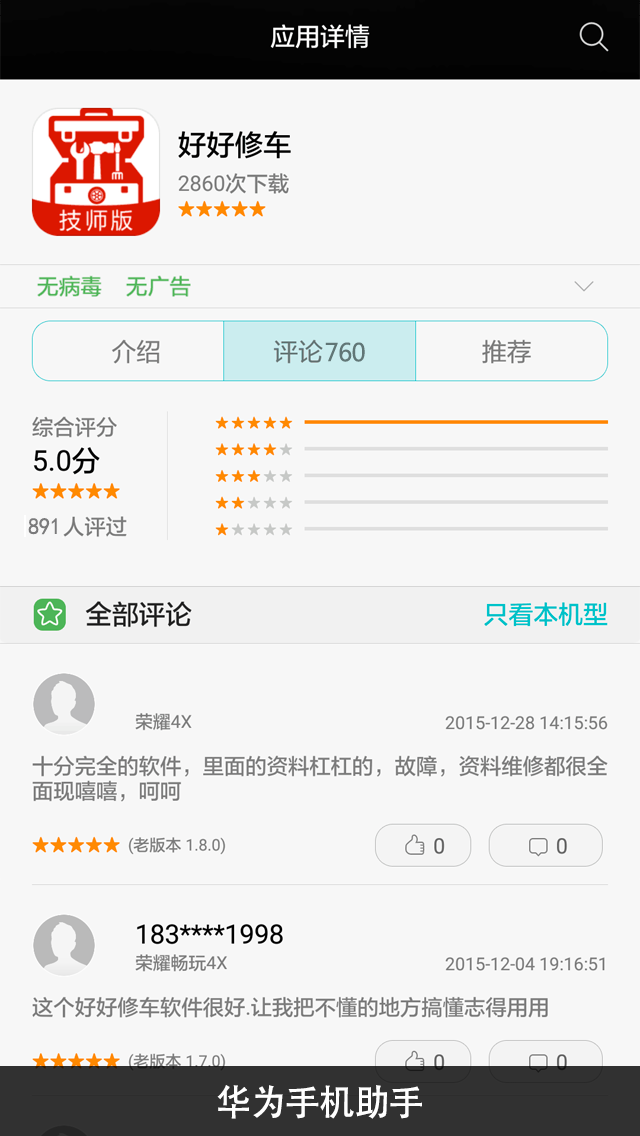 应用详情
好好修车
2860次下载
技师版
无病毒 无广告
介绍 评论760 推荐
综合评分
5.0分
891人评过
全部评论 只看本机型
荣耀4X 2015-12-28 14:15:56
十分完全的软件，里面的资料杠杠的，故障，资料维修都很全
面现嘻嘻，呵呵
(老版本 1.8.0) 0 0
183****1998
荣耀畅玩4X 2015-12-04 19:16:51
这个好好修车软件很好.让我把不懂的地方搞懂志得用用
(老版本 1.7.0) 0 0
华为手机助手